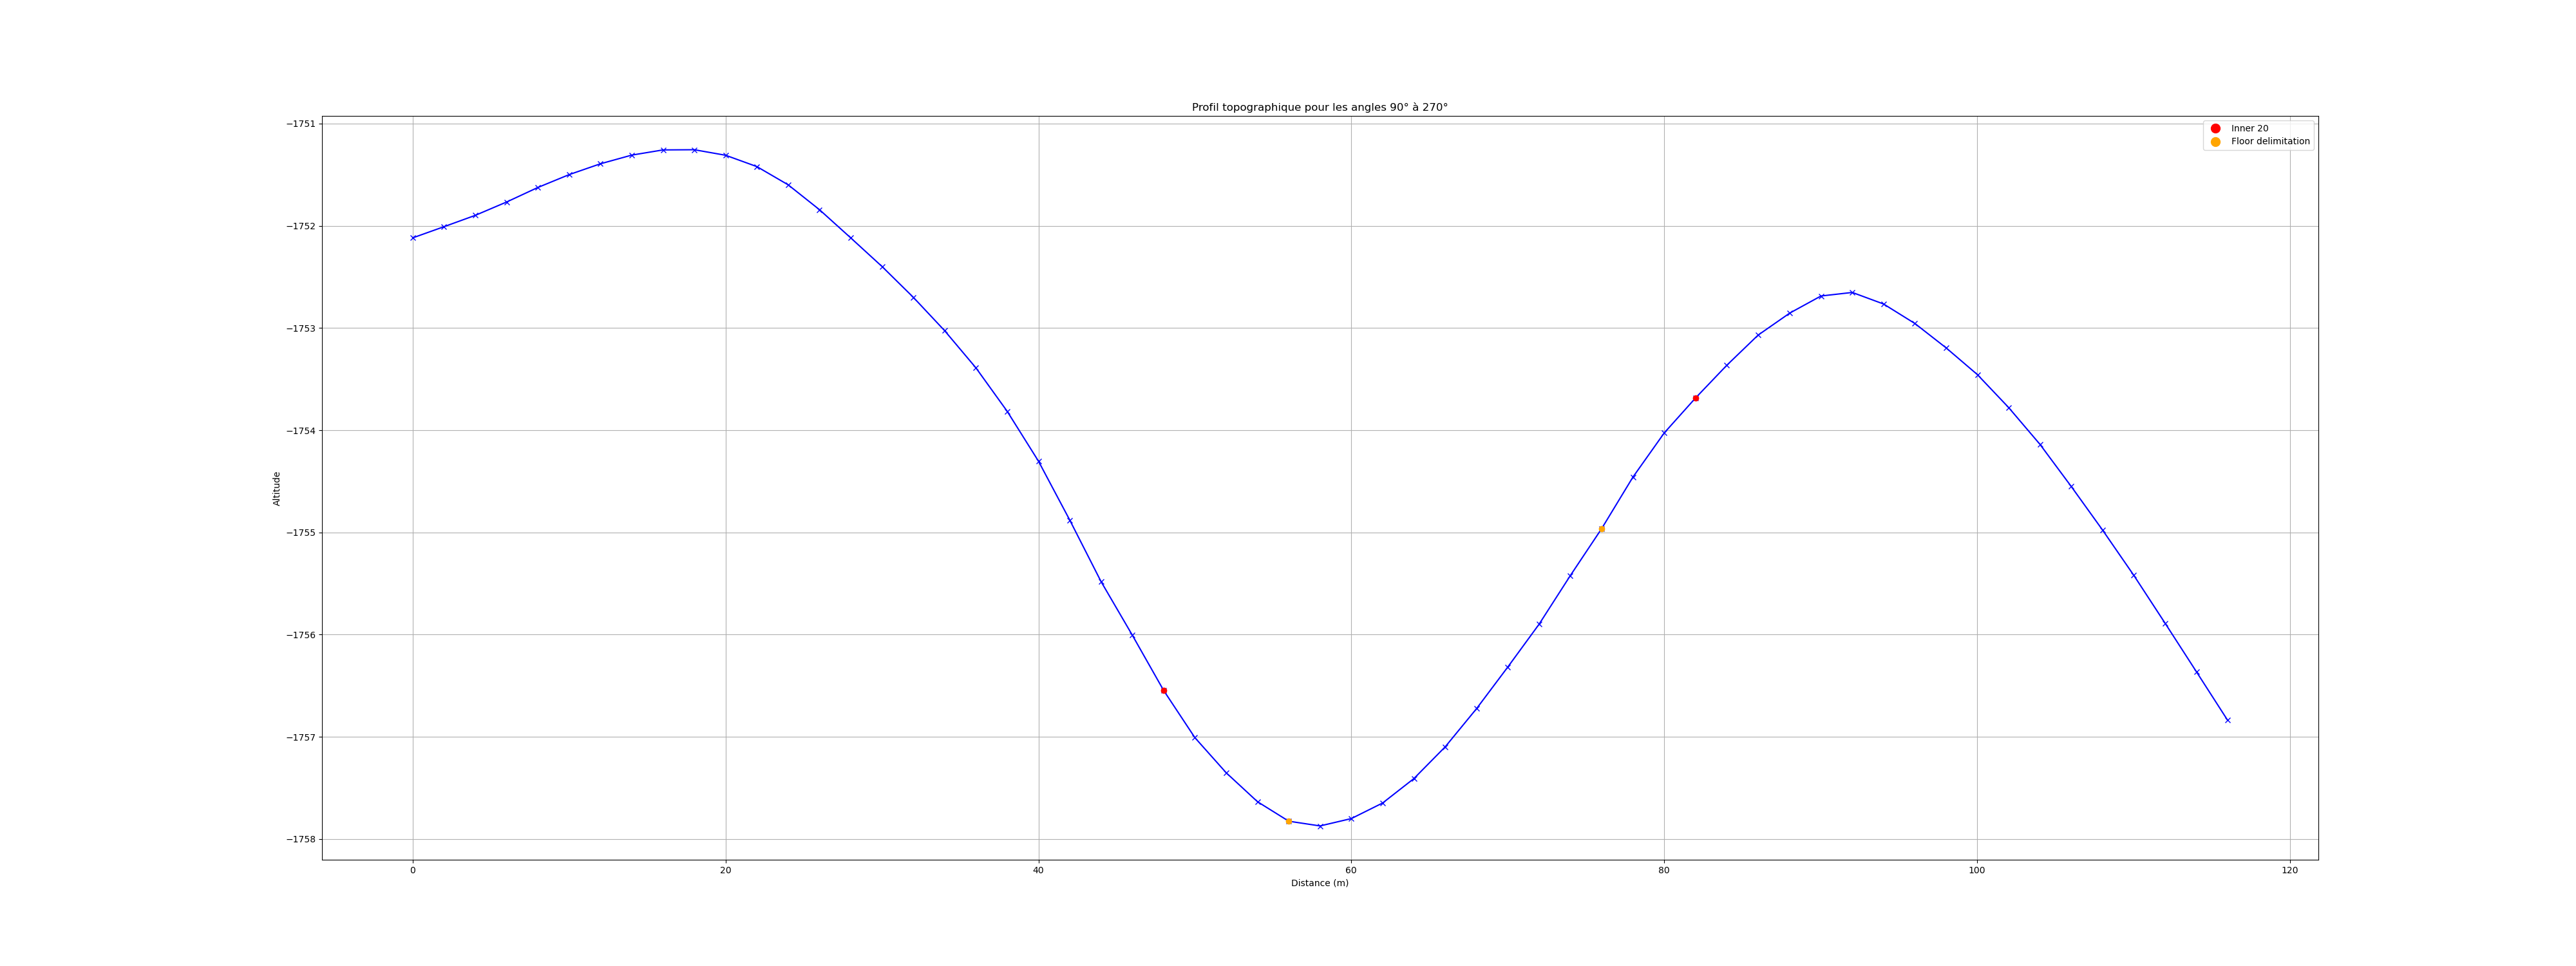 Profil topographique pour les angles 90° à 270°
Inner 20
Floor delimitation
Altitude
−1751
−1752
−1753
−1754
−1755
−1756
−1757
−1758
0 20 40 60 80 100 120
Distance (m)